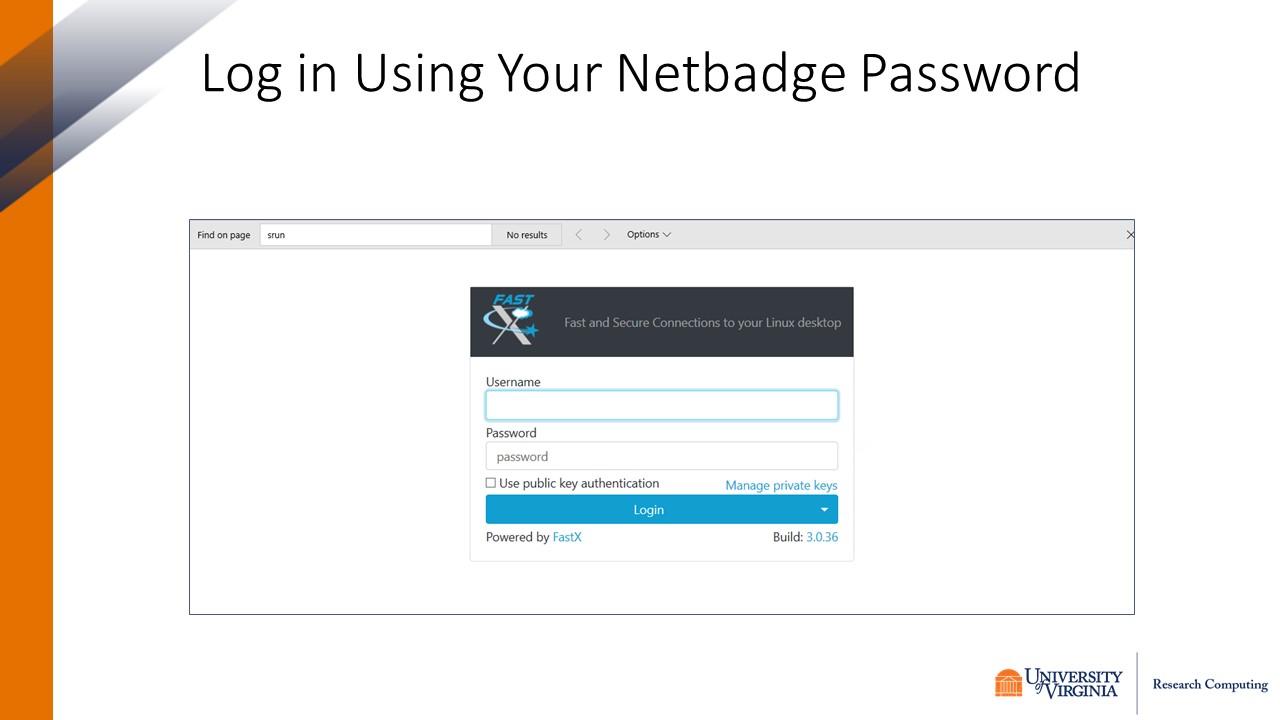 Log in Using Your Netbadge Password
Find on page srun No results Options
FAST
X
Fast and Secure Connections to your Linux desktop
Username
Password
password
Use public key authentication Manage private keys
Login
Powered by FastX Build: 3.0.36
UNIVERSITY
of VIRGINIA
Research Computing